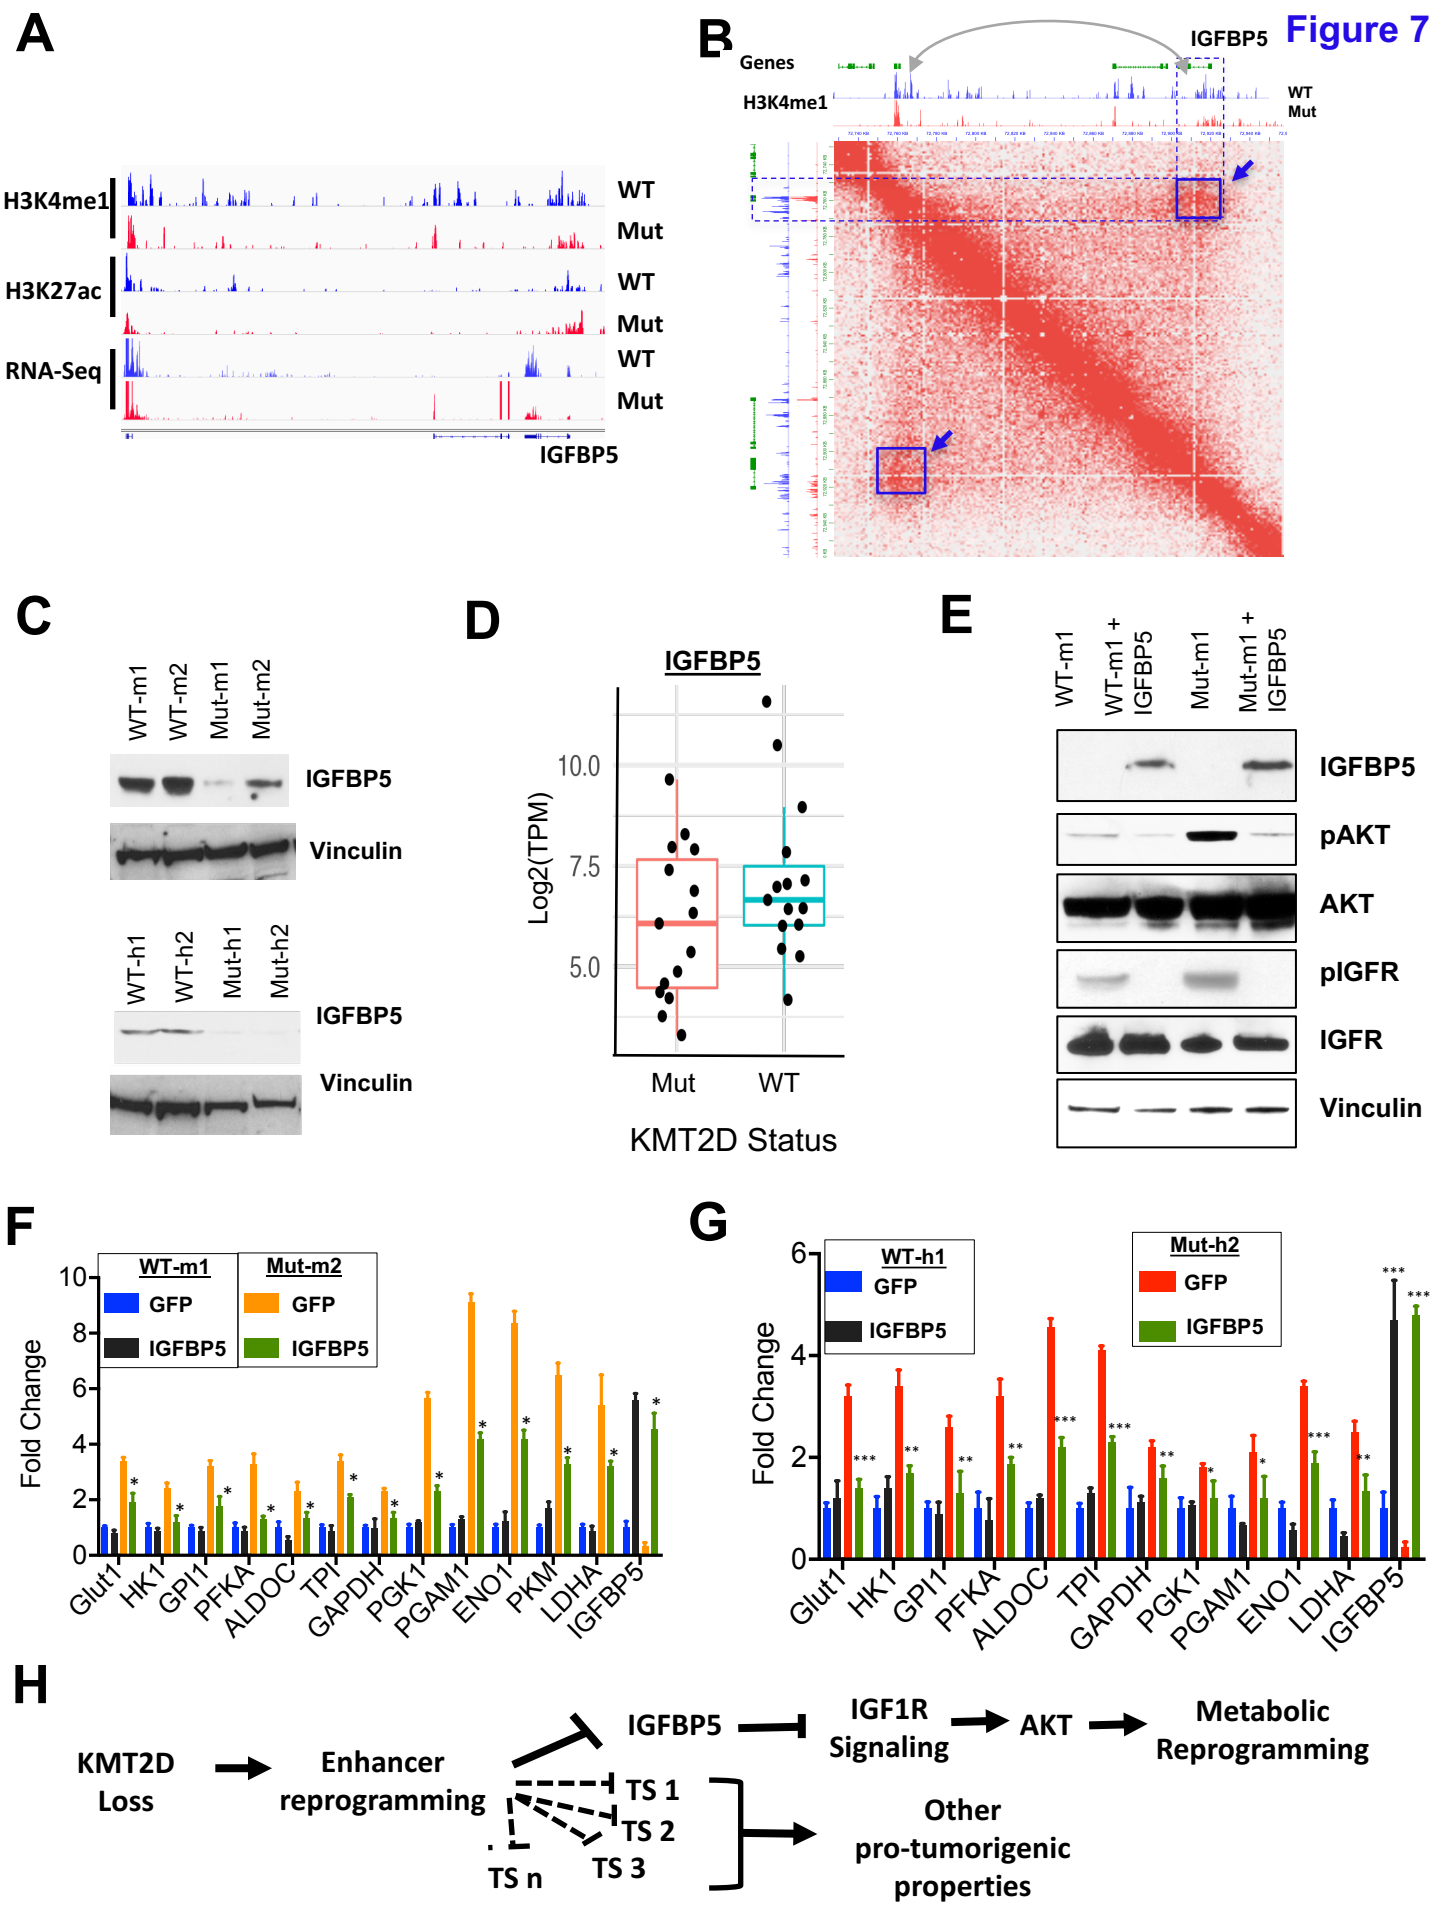 A
H3K4me1
WT
Mut
H3K27ac
WT
Mut
RNA-Seq
WT
Mut
IGFBP5
B
Figure 7
IGFBP5
Genes
H3K4me1
WT
Mut
C
WT-m1
WT-m2
Mut-m1
Mut-m2
IGFBP5
Vinculin
WT-h1
WT-h2
Mut-h1
Mut-h2
IGFBP5
Vinculin
D
IGFBP5
Log2(TPM)
10.0
7.5
5.0
Mut
WT
KMT2D Status
E
WT-m1
WT-m1 +
IGFBP5
Mut-m1
Mut-m1 +
IGFBP5
IGFBP5
pAKT
AKT
pIGFR
IGFR
Vinculin
F
WT-m1
GFP
IGFBP5
Mut-m2
GFP
IGFBP5
Fold Change
10
8
6
4
2
0
* * * * * * * * * * * * *
Glut1
HK1
GPI1
PFKA
ALDOC
TPI
GAPDH
PGK1
PGAM1
ENO1
PKM
LDHA
IGFBP5
G
WT-h1
GFP
IGFBP5
Mut-h2
GFP
IGFBP5
Fold Change
6
4
2
0
*** ** ** ** *** *** ** * * *** ** *** ***
Glut1
HK1
GPI1
PFKA
ALDOC
TPI
GAPDH
PGK1
PGAM1
ENO1
LDHA
IGFBP5
H
KMT2D
Loss
Enhancer
reprogramming
IGFBP5
IGF1R
Signaling
AKT
Metabolic
Reprogramming
TS 1
TS 2
TS 3
TS n
Other
pro-tumorigenic
properties